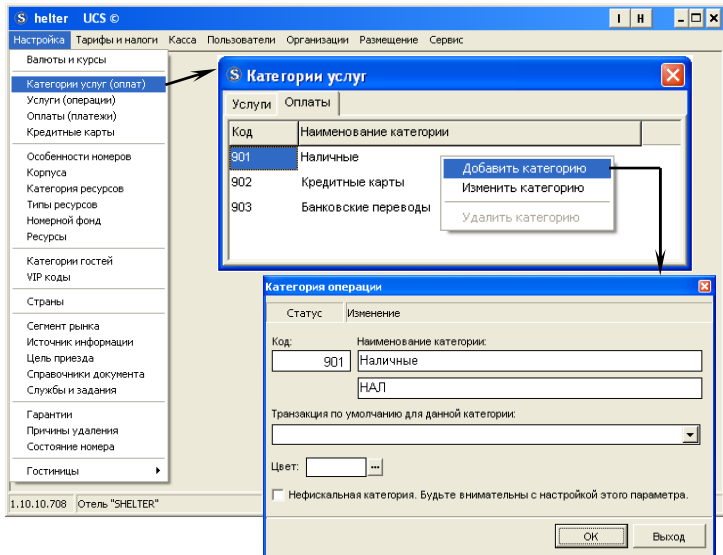 S helter UCS ©
I H
Настройка Тарифы и налоги Касса Пользователи Организации Размещение Сервис
Валюты и курсы
Категории услуг (оплат)
Услуги (операции)
Оплаты (платежи)
Кредитные карты
Особенности номеров
Корпуса
Категория ресурсов
Типы ресурсов
Номерной фонд
Ресурсы
Категории гостей
VIP коды
Страны
Сегмент рынка
Источник информации
Цель приезда
Справочники документа
Службы и задания
Гарантии
Причины удаления
Состояние номера
Гостиницы
1.10.10.708 Отель "SHELTER"
S Категории услуг
Услуги Оплаты
Код Наименование категории
901 Наличные
902 Кредитные карты
903 Банковские переводы
Добавить категорию
Изменить категорию
Удалить категорию
Категория операции
Статус Изменение
Код: Наименование категории:
901 Наличные
НАЛ
Транзакция по умолчанию для данной категории:
Цвет: ...
Нефискальная категория. Будьте внимательны с настройкой этого параметра.
OK Выход